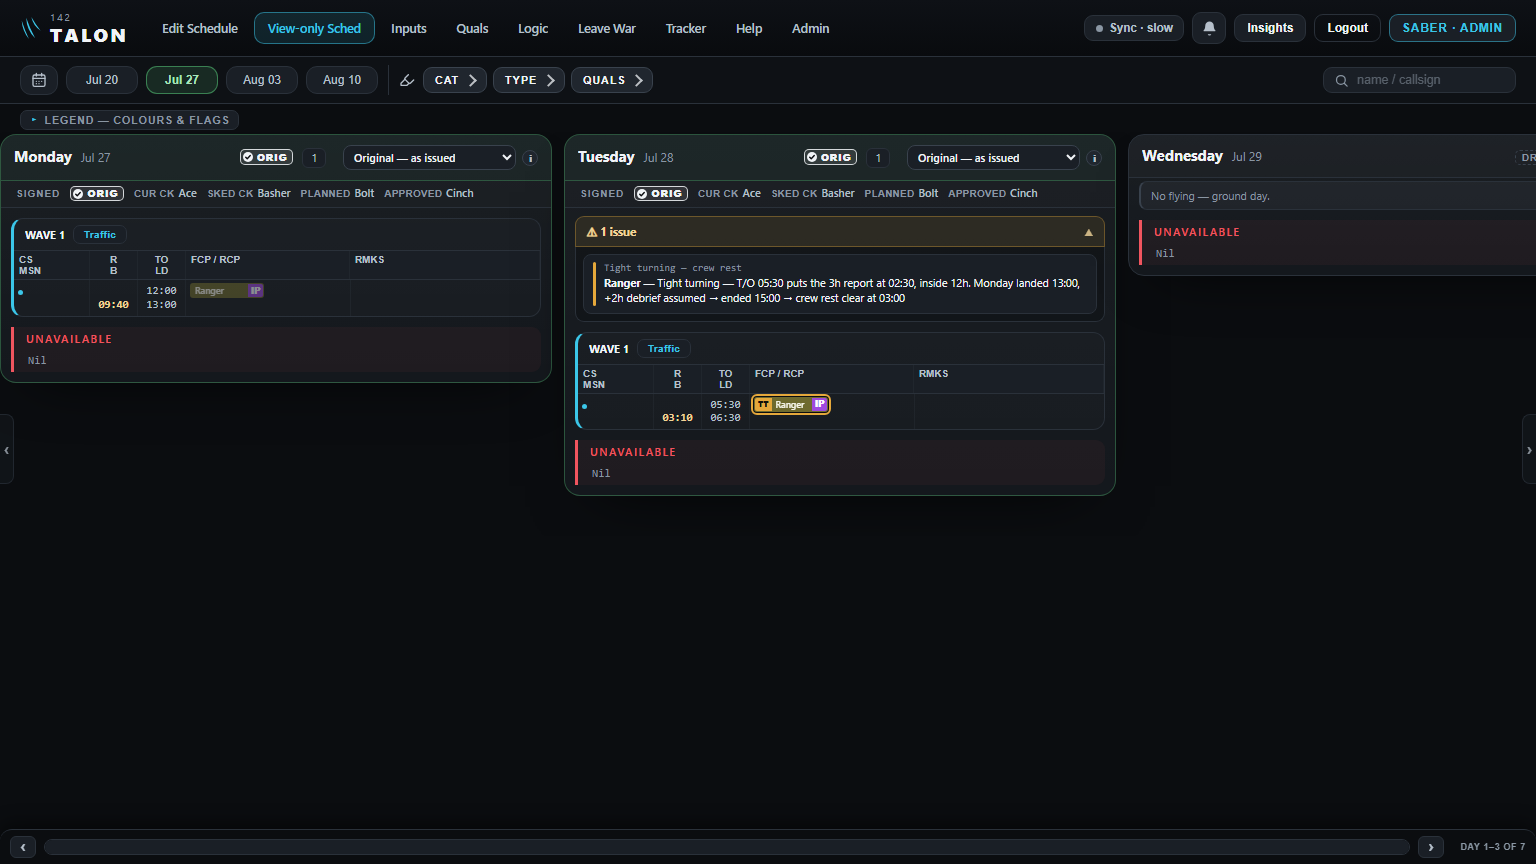 142
TALON
Edit Schedule
View-only Sched
Inputs
Quals
Logic
Leave War
Tracker
Help
Admin
Sync · slow
Insights
Logout
SABER · ADMIN
Jul 20
Jul 27
Aug 03
Aug 10
CAT
TYPE
QUALS
name / callsign
LEGEND — COLOURS & FLAGS
Monday Jul 27
ORIG
1
Original — as issued
i
SIGNED ORIG CUR CK Ace SKED CK Basher PLANNED Bolt APPROVED Cinch
WAVE 1 Traffic
CS R TO FCP / RCP RMKS
MSN B LD
12:00 Ranger IP
09:40 13:00
UNAVAILABLE
Nil
Tuesday Jul 28
ORIG
1
Original — as issued
i
SIGNED ORIG CUR CK Ace SKED CK Basher PLANNED Bolt APPROVED Cinch
1 issue
Tight turning — crew rest
Ranger — Tight turning — T/O 05:30 puts the 3h report at 02:30, inside 12h. Monday landed 13:00,
+2h debrief assumed → ended 15:00 → crew rest clear at 03:00
WAVE 1 Traffic
CS R TO FCP / RCP RMKS
MSN B LD
05:30 TT Ranger IP
03:10 06:30
UNAVAILABLE
Nil
Wednesday Jul 29
DR
No flying — ground day.
UNAVAILABLE
Nil
DAY 1–3 OF 7